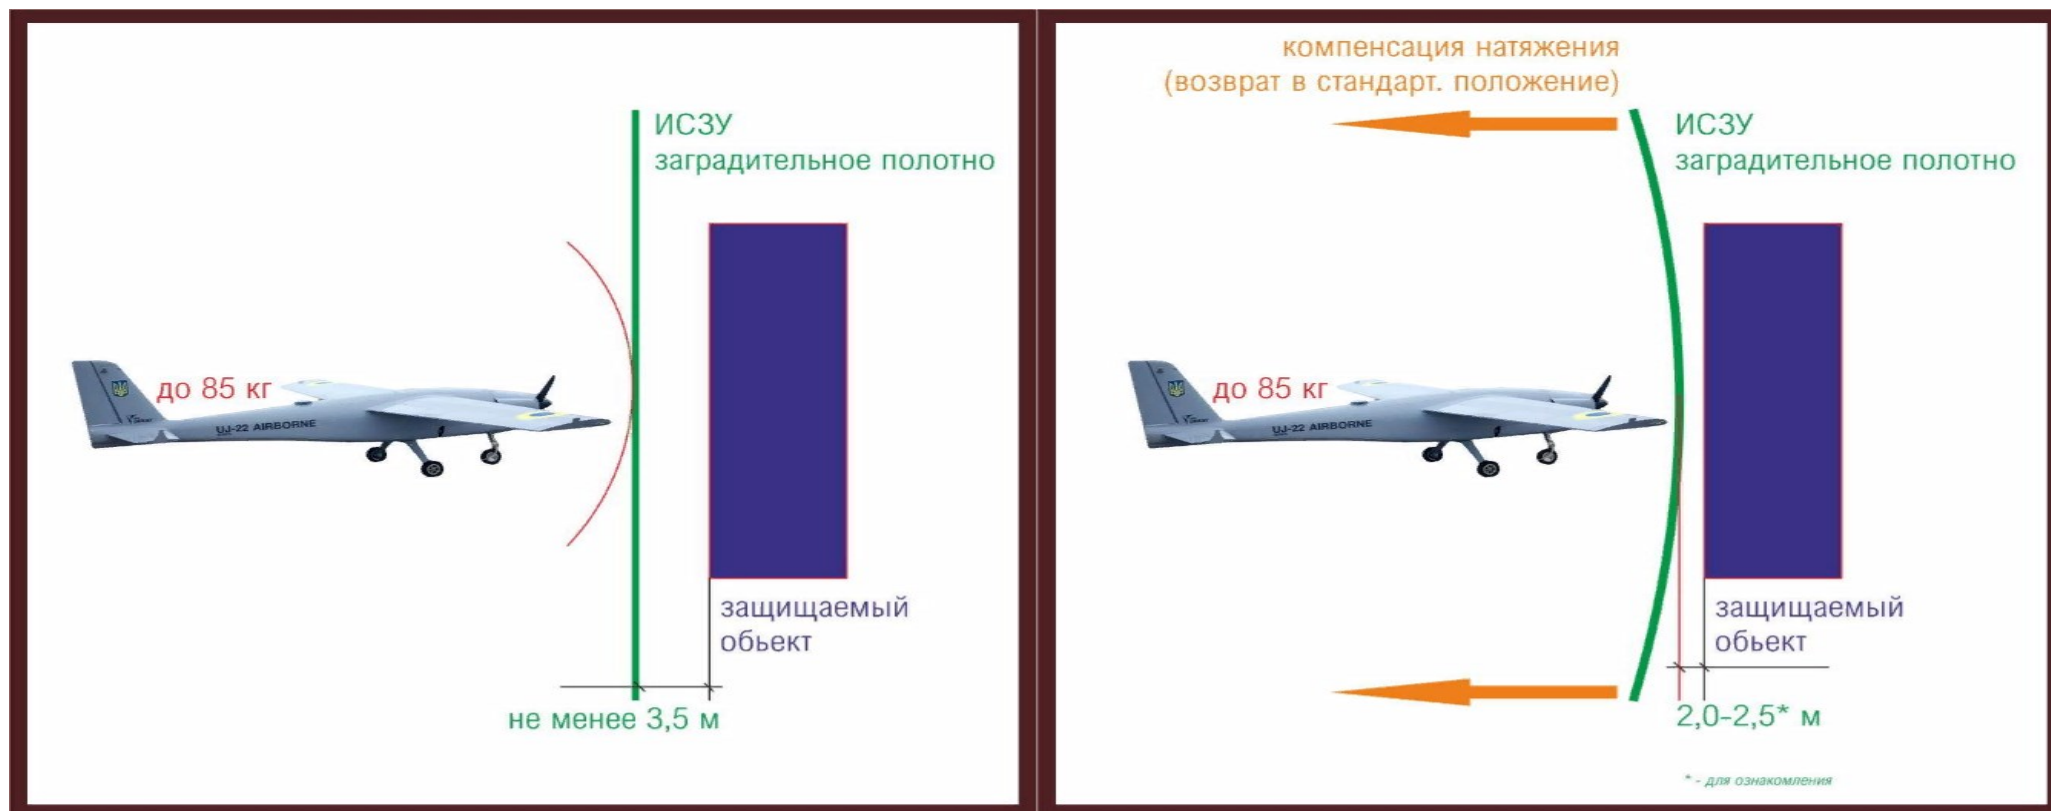 ИСЗУ
заградительное полотно
до 85 кг
UJ-22 AIRBORNE
защищаемый
обьект
не менее 3,5 м
компенсация натяжения
(возврат в стандарт. положение)
ИСЗУ
заградительное полотно
до 85 кг
UJ-22 AIRBORNE
защищаемый
обьект
2,0-2,5* м
* - для ознакомления